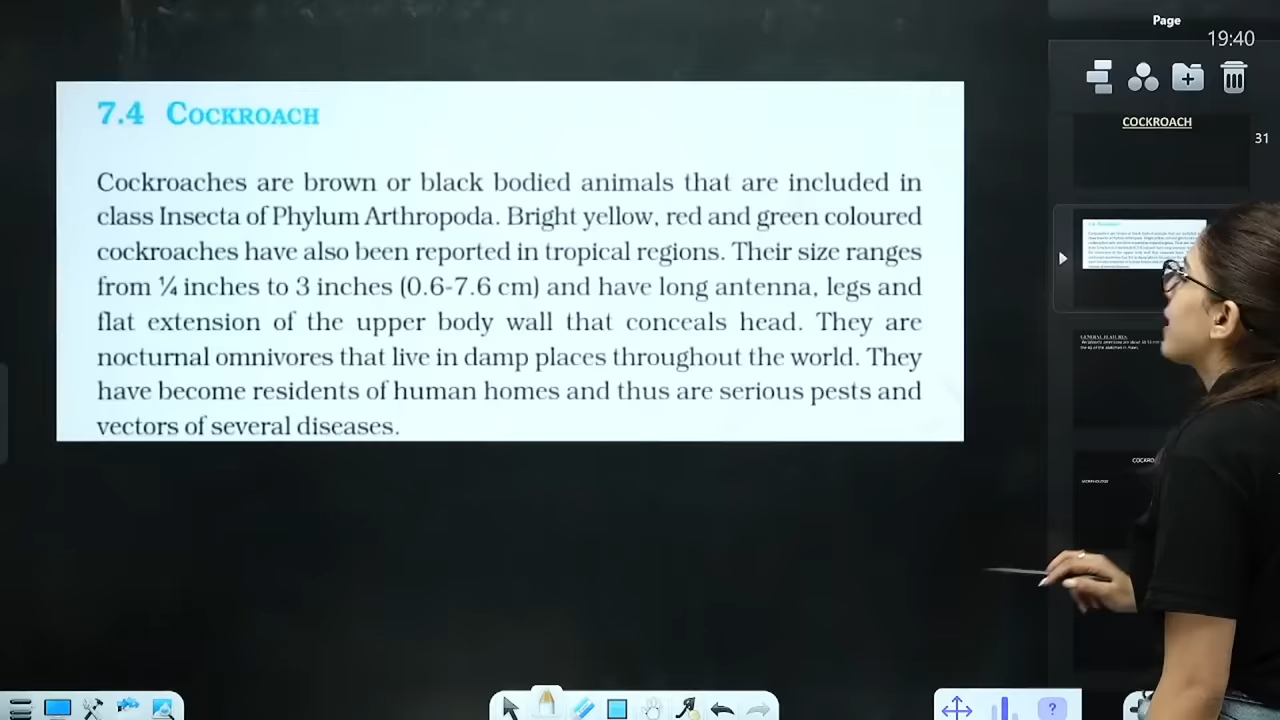 Page
19:40
COCKROACH
31
7.4 COCKROACH
Cockroaches are brown or black bodied animals that are included in
class Insecta of Phylum Arthropoda. Bright yellow, red and green coloured
cockroaches have also been reported in tropical regions. Their size ranges
from ¼ inches to 3 inches (0.6-7.6 cm) and have long antenna, legs and
flat extension of the upper body wall that conceals head. They are
nocturnal omnivores that live in damp places throughout the world. They
have become residents of human homes and thus are serious pests and
vectors of several diseases.
GENERAL FEATURES:
MORPHOLOGY
?